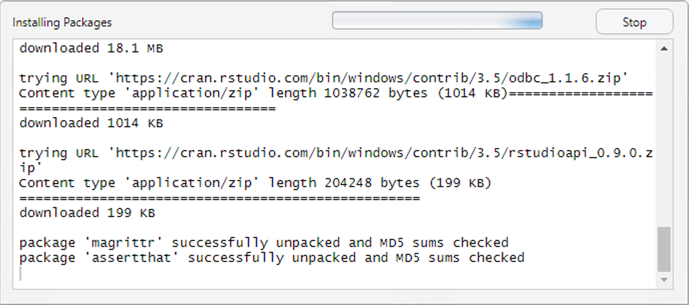 Installing Packages
Stop
downloaded 18.1 MB
trying URL 'https://cran.rstudio.com/bin/windows/contrib/3.5/odbc_1.1.6.zip'
Content type 'application/zip' length 1038762 bytes (1014 KB)==================
================================
downloaded 1014 KB
trying URL 'https://cran.rstudio.com/bin/windows/contrib/3.5/rstudioapi_0.9.0.z
ip'
Content type 'application/zip' length 204248 bytes (199 KB)
==================================================
downloaded 199 KB
package 'magrittr' successfully unpacked and MD5 sums checked
package 'assertthat' successfully unpacked and MD5 sums checked